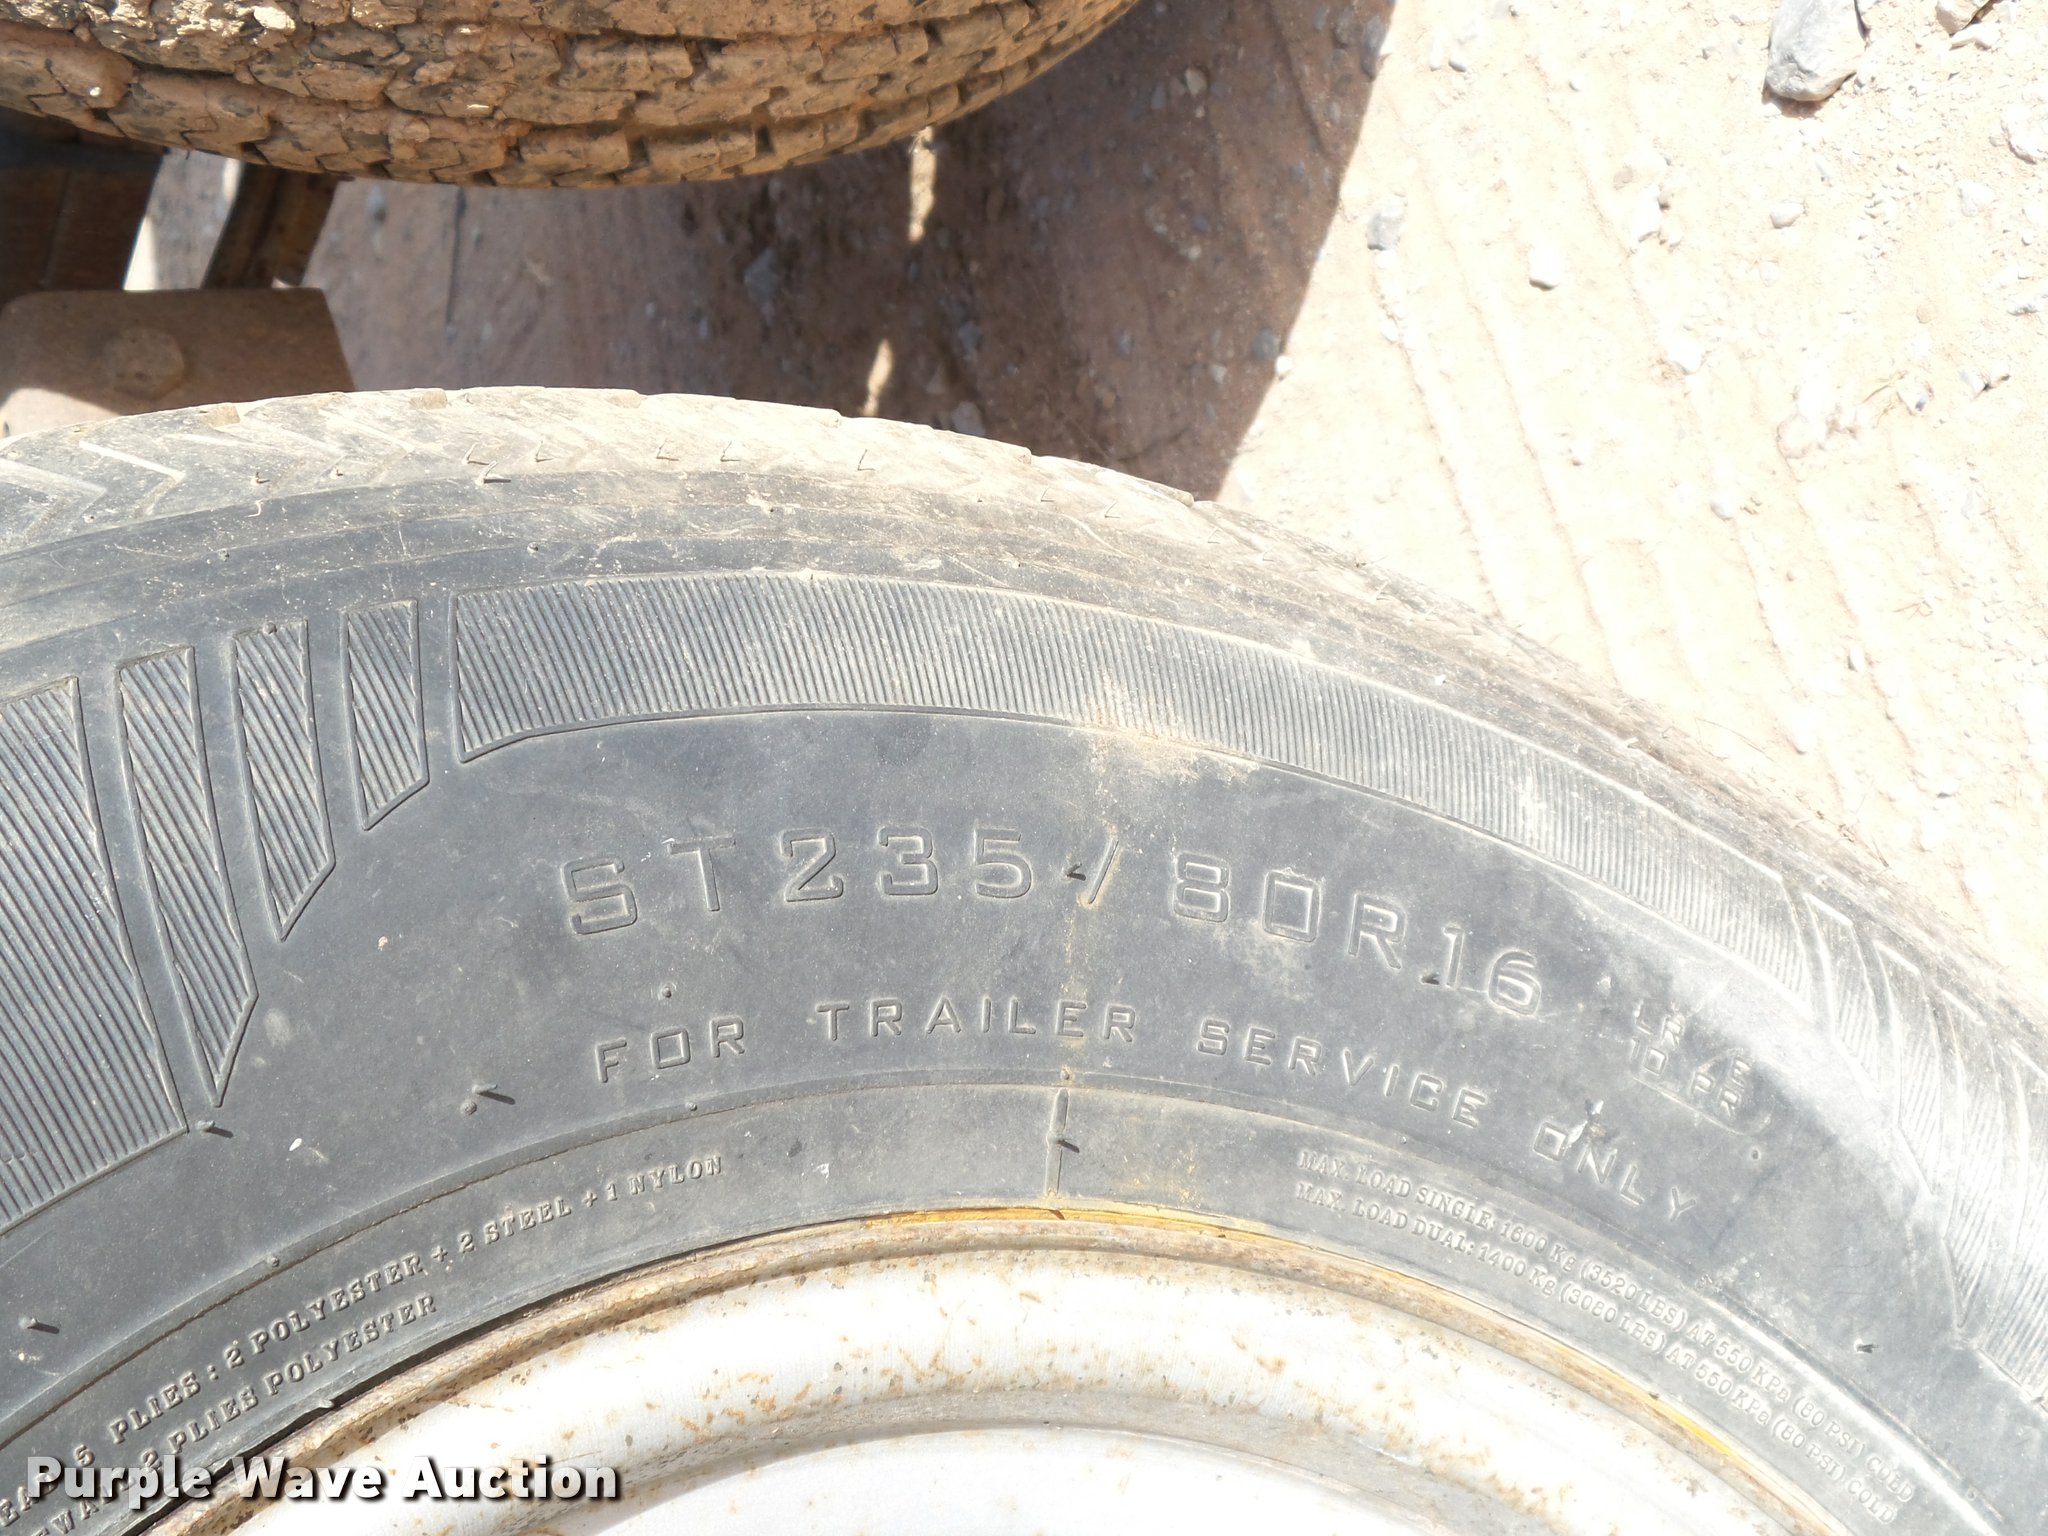 ST235/80R16
LR/E
10 PR
FOR TRAILER SERVICE ONLY
PLIES: 2 POLYESTER + 2 STEEL + 1 NYLON
2 PLIES POLYESTER
MAX. LOAD SINGLE: 1600 Kg (3520 LBS) AT 550 KPa (80 PSI) COLD
MAX. LOAD DUAL: 1400 Kg (3080 LBS) AT 550 KPa (80 PSI) COLD
Purple Wave Auction